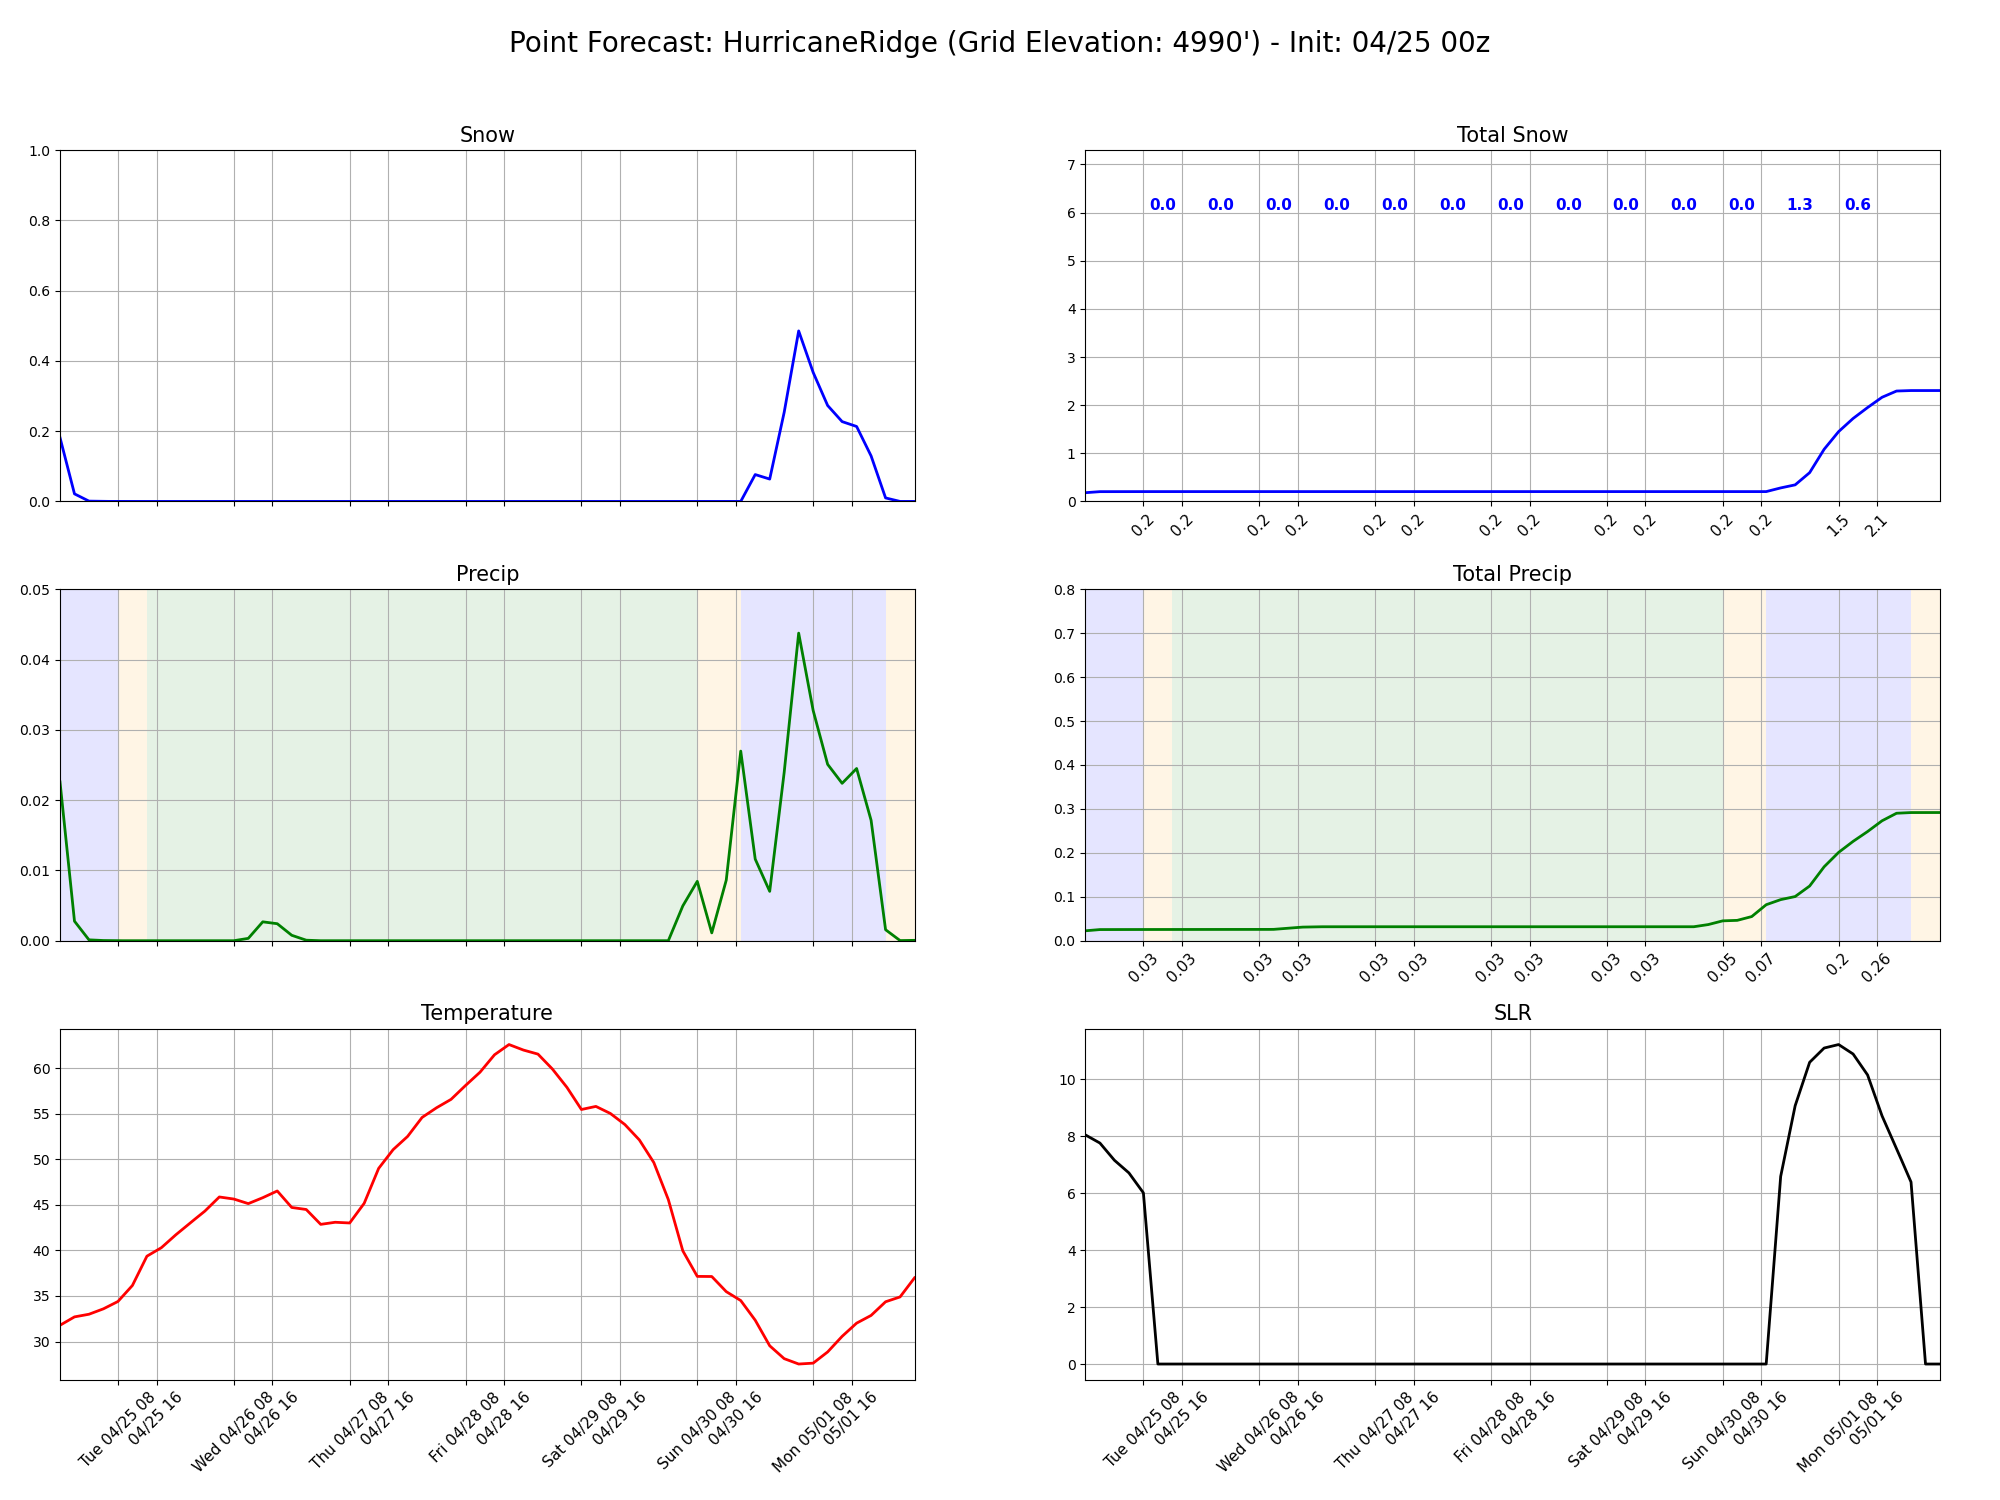 Point Forecast: HurricaneRidge (Grid Elevation: 4990') - Init: 04/25 00z
Snow
1.0
0.8
0.6
0.4
0.2
0.0
Total Snow
7
6
5
4
3
2
1
0
0.0 0.0 0.0 0.0 0.0 0.0 0.0 0.0 0.0 0.0 0.0 1.3 0.6
0.2 0.2 0.2 0.2 0.2 0.2 0.2 0.2 0.2 0.2 0.2 0.2 1.5 2.1
Precip
0.05
0.04
0.03
0.02
0.01
0.00
Total Precip
0.8
0.7
0.6
0.5
0.4
0.3
0.2
0.1
0.0
0.03 0.03 0.03 0.03 0.03 0.03 0.03 0.03 0.03 0.03 0.05 0.07 0.2 0.26
Temperature
60
55
50
45
40
35
30
Tue 04/25 08
04/25 16
Wed 04/26 08
04/26 16
Thu 04/27 08
04/27 16
Fri 04/28 08
04/28 16
Sat 04/29 08
04/29 16
Sun 04/30 08
04/30 16
Mon 05/01 08
05/01 16
SLR
10
8
6
4
2
0
Tue 04/25 08
04/25 16
Wed 04/26 08
04/26 16
Thu 04/27 08
04/27 16
Fri 04/28 08
04/28 16
Sat 04/29 08
04/29 16
Sun 04/30 08
04/30 16
Mon 05/01 08
05/01 16